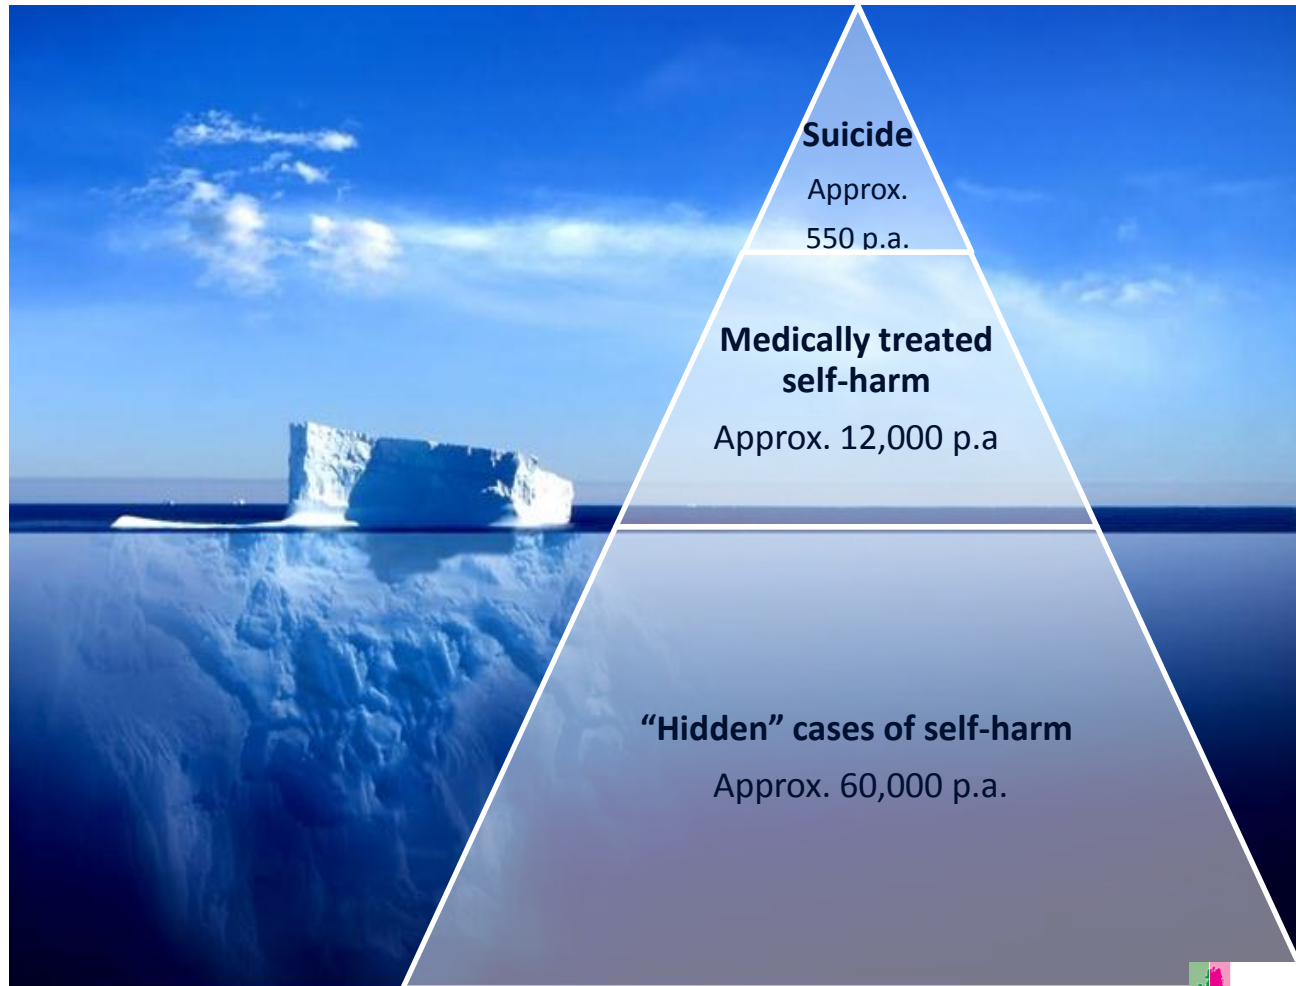 Suicide
Approx.
550 p.a.
Medically treated
self-harm
Approx. 12,000 p.a
“Hidden” cases of self-harm
Approx. 60,000 p.a.